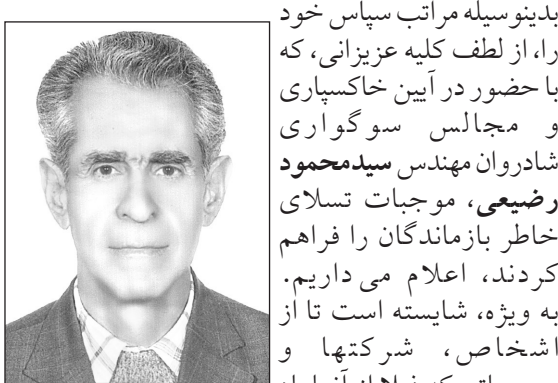 بدینوسیله مراتب سپاس خود
را، از لطف کلیه عزیزانی، که
با حضور در آیین خاکسپاری
و مجالس سوگواری
شادروان مهندس سیدمحمود
رضیعی، موجبات تسلای
خاطر بازماندگان را فراهم
کردند، اعلام می داریم.
به ویژه، شایسته است تا از
اشخاص، شرکتها و